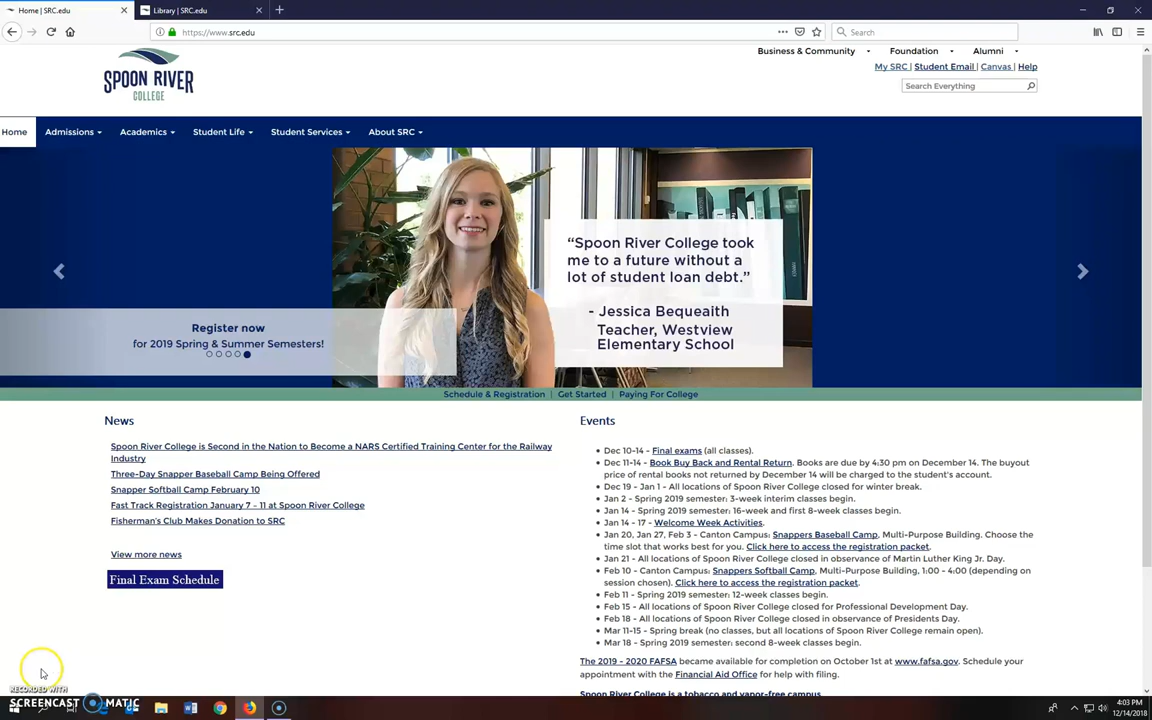 Home | SRC.edu
Library | SRC.edu
https://www.src.edu
Search
Business & Community
Foundation
Alumni
My SRC | Student Email | Canvas | Help
Search Everything
SPOON RIVER
COLLEGE
Home
Admissions
Academics
Student Life
Student Services
About SRC
“Spoon River College took
me to a future without a
lot of student loan debt.”
- Jessica Bequeaith
Teacher, Westview
Elementary School
Register now
for 2019 Spring & Summer Semesters!
Schedule & Registration | Get Started | Paying For College
News
Spoon River College is Second in the Nation to Become a NARS Certified Training Center for the Railway
Industry
Three-Day Snapper Baseball Camp Being Offered
Snapper Softball Camp February 10
Fast Track Registration January 7 – 11 at Spoon River College
Fisherman's Club Makes Donation to SRC
View more news
Final Exam Schedule
Events
Dec 10-14 - Final exams (all classes).
Dec 11-14 - Book Buy Back and Rental Return. Books are due by 4:30 pm on December 14. The buyout
price of rental books not returned by December 14 will be charged to the student's account.
Dec 19 - Jan 1 - All locations of Spoon River College closed for winter break.
Jan 2 - Spring 2019 semester: 3-week interim classes begin.
Jan 14 - Spring 2019 semester: 16-week and first 8-week classes begin.
Jan 14 - 17 - Welcome Week Activities.
Jan 20, Jan 27, Feb 3 - Canton Campus: Snappers Baseball Camp, Multi-Purpose Building. Choose the
time slot that works best for you. Click here to access the registration packet.
Jan 21 - All locations of Spoon River College closed in observance of Martin Luther King Jr. Day.
Feb 10 - Canton Campus: Snappers Softball Camp, Multi-Purpose Building, 1:00 - 4:00 (depending on
session chosen). Click here to access the registration packet.
Feb 11 - Spring 2019 semester: 12-week classes begin.
Feb 15 - All locations of Spoon River College closed for Professional Development Day.
Feb 18 - All locations of Spoon River College closed in observance of Presidents Day.
Mar 11-15 - Spring break (no classes, but all locations of Spoon River College remain open).
Mar 18 - Spring 2019 semester: second 8-week classes begin.
The 2019 - 2020 FAFSA became available for completion on October 1st at www.fafsa.gov. Schedule your
appointment with the Financial Aid Office for help with filing.
Spoon River College is a tobacco and vapor-free campus.
RECORDED WITH
SCREENCAST MATIC
4:03 PM
12/14/2018